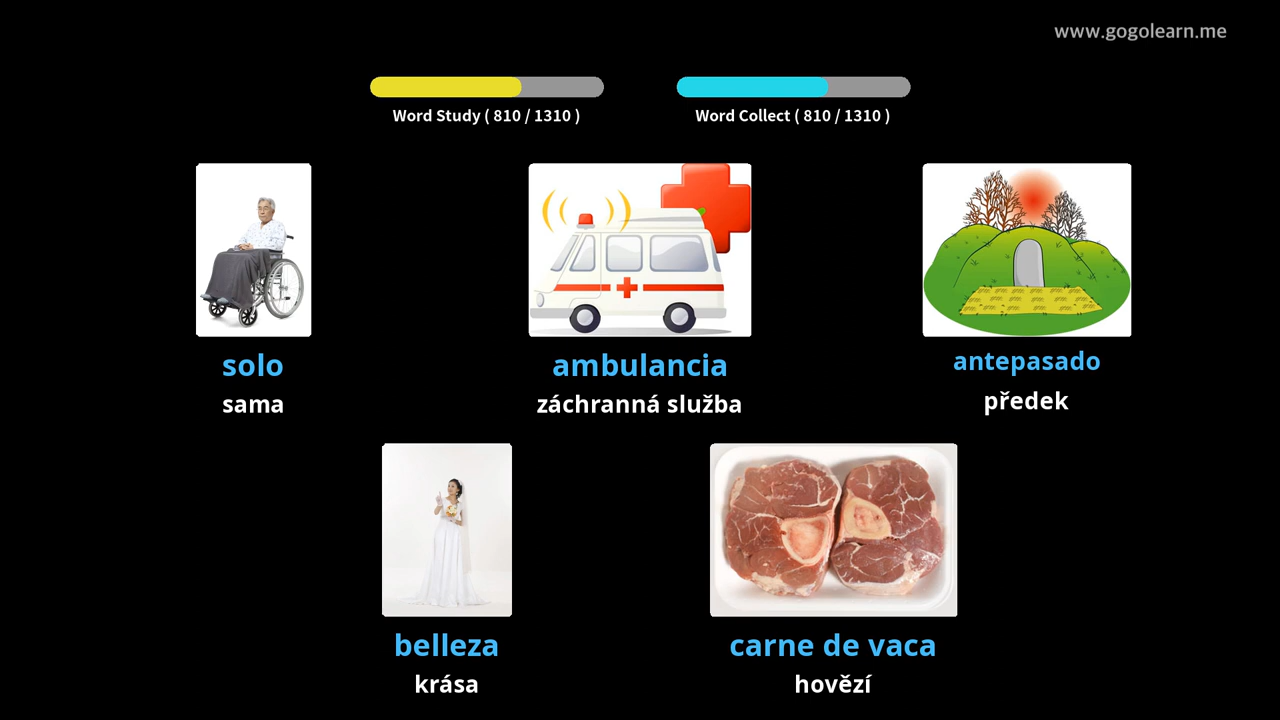 www.gogolearn.me
Word Study ( 810 / 1310 )
Word Collect ( 810 / 1310 )
solo
sama
ambulancia
záchranná služba
antepasado
předek
belleza
krása
carne de vaca
hovězí